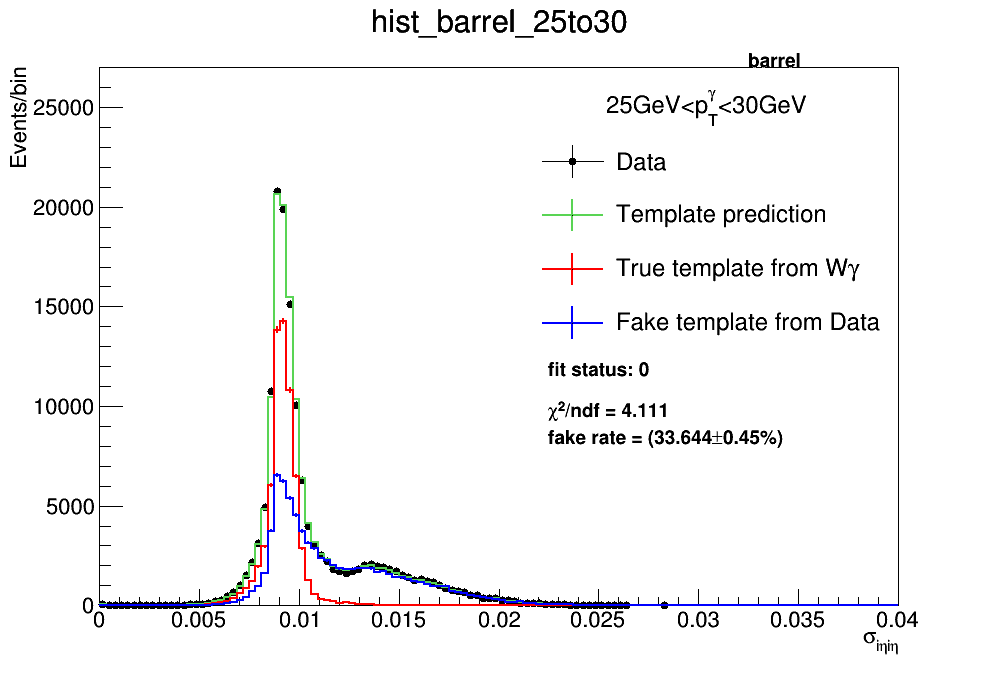 hist_barrel_25to30
barrel
Events/bin
25GeV<p_T^γ<30GeV
Data
Template prediction
True template from Wγ
Fake template from Data
fit status: 0
χ²/ndf = 4.111
fake rate = (33.644±0.45%)
25000
20000
15000
10000
5000
0
0 0.005 0.01 0.015 0.02 0.025 0.03 0.035 0.04
σiηiη